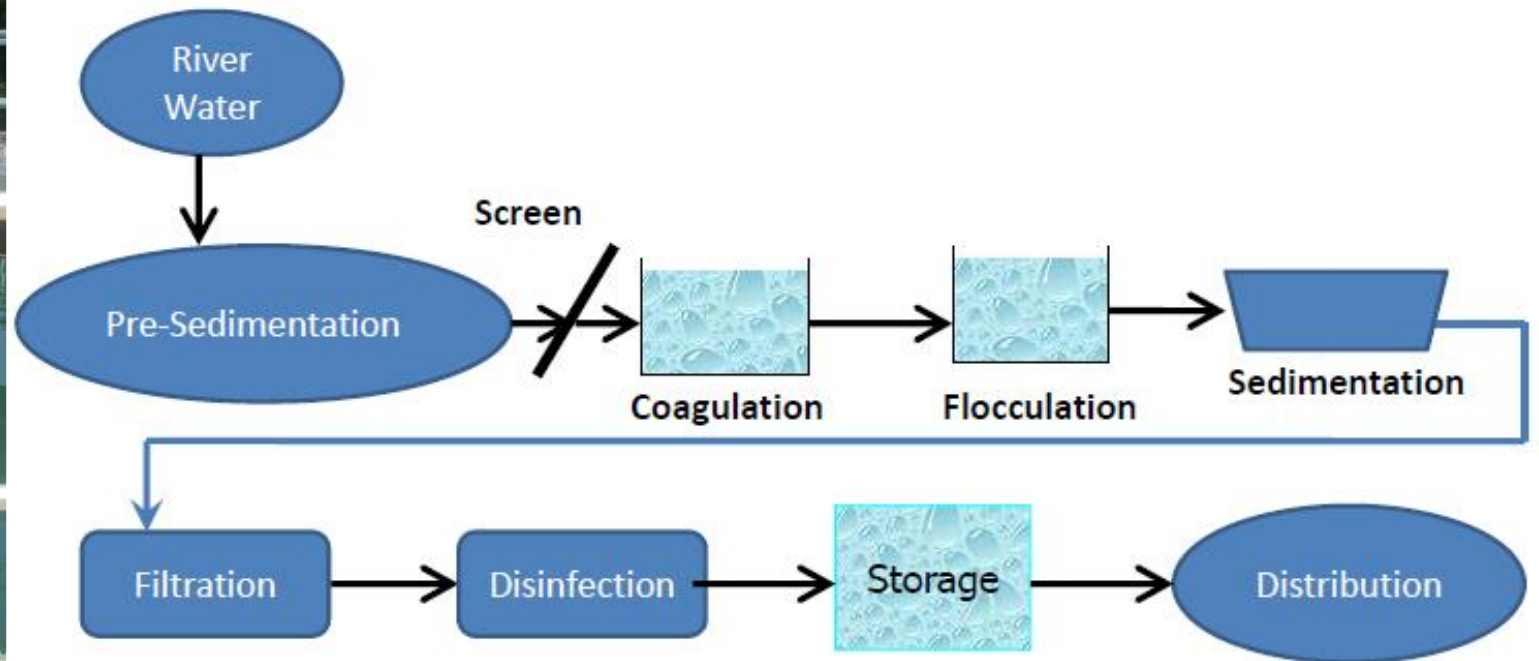 River
Water
Screen
Pre-Sedimentation
Coagulation
Flocculation
Sedimentation
Filtration
Disinfection
Storage
Distribution